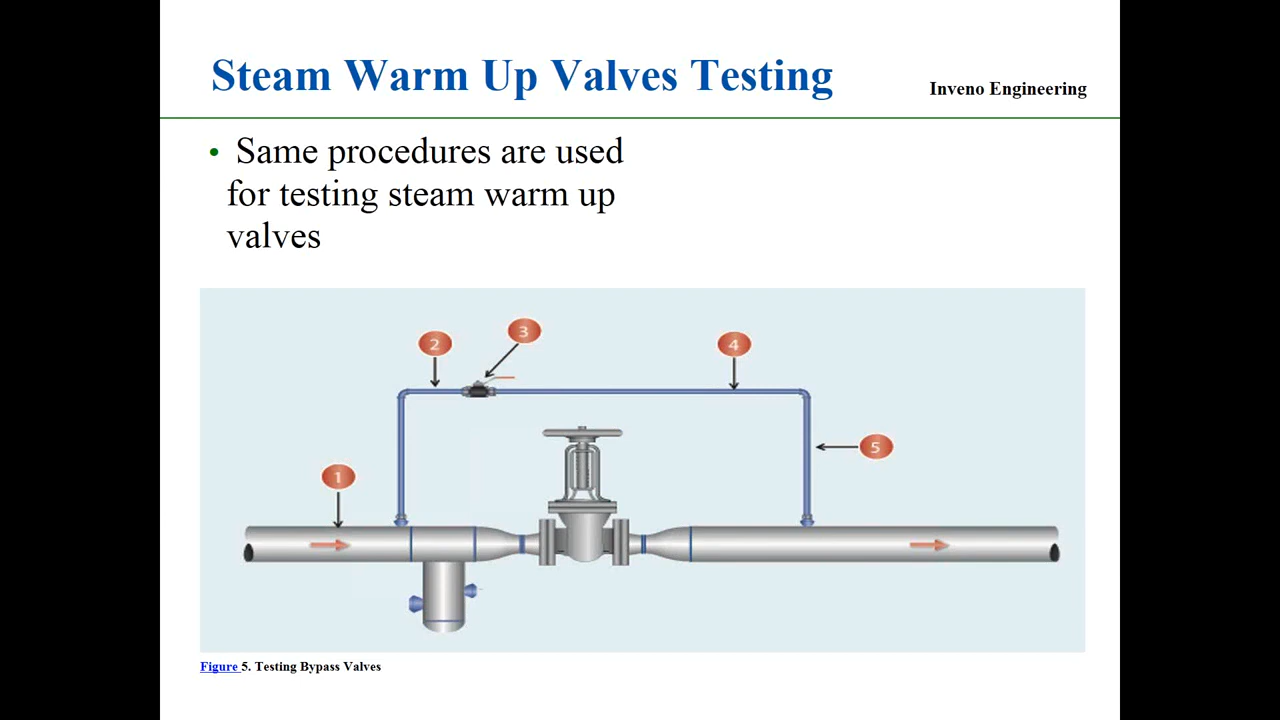 Steam Warm Up Valves Testing
Inveno Engineering
• Same procedures are used
for testing steam warm up
valves
3
2
4
5
1
Figure 5. Testing Bypass Valves